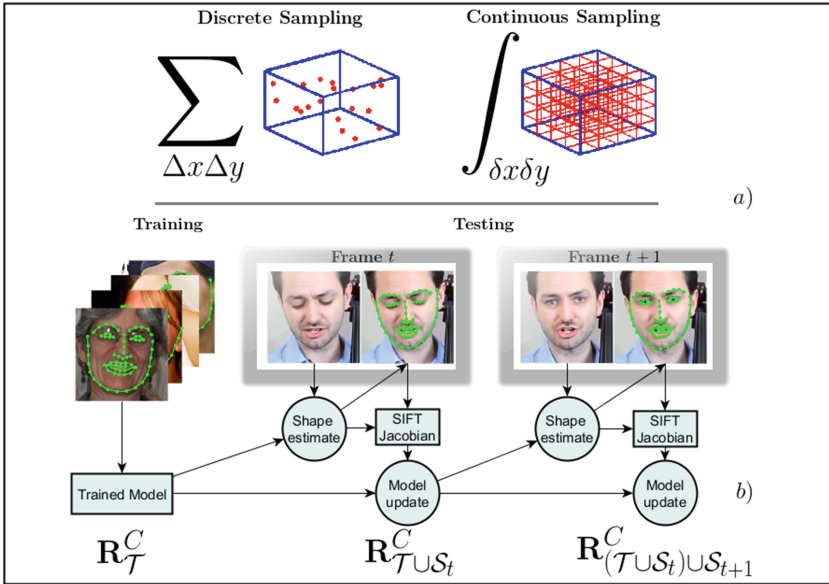 Discrete Sampling
Continuous Sampling
∑ ΔxΔy
∫ δxδy
a)
Training
Testing
Frame t
Frame t + 1
Shape estimate
SIFT Jacobian
Shape estimate
SIFT Jacobian
Trained Model
Model update
Model update
b)
R^C_𝒯
R^C_{𝒯∪𝒮_t}
R^C_{(𝒯∪𝒮_t)∪𝒮_{t+1}}